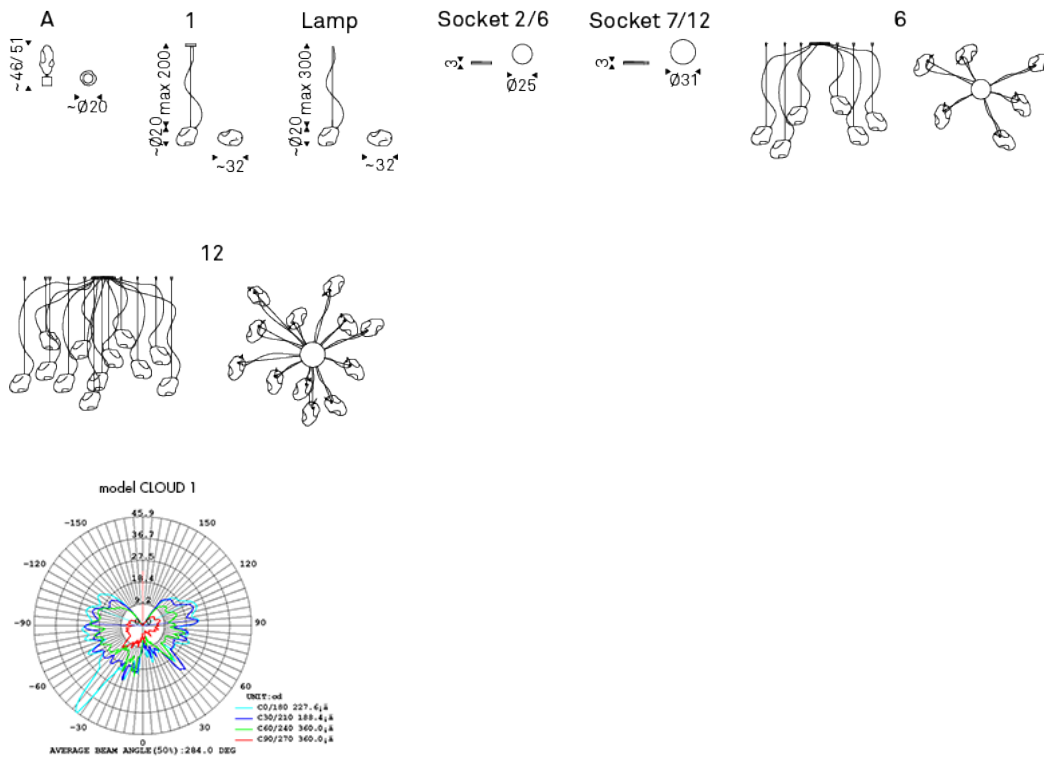 A
1
Lamp
Socket 2/6
Socket 7/12
6
~46/51
~Ø20
~Ø20 max 200
~32
~Ø20 max 300
~32
3
Ø25
3
Ø31
12
model CLOUD 1
45.9
-150
150
36.7
27.5
-120
120
18.4
9.2
0.0
-90
90
-60
60
-30
30
0
UNIT:cd
C0/180 227.6¡ã
C30/210 188.4¡ã
C60/240 360.0¡ã
C90/270 360.0¡ã
AVERAGE BEAM ANGLE(50%):284.0 DEG